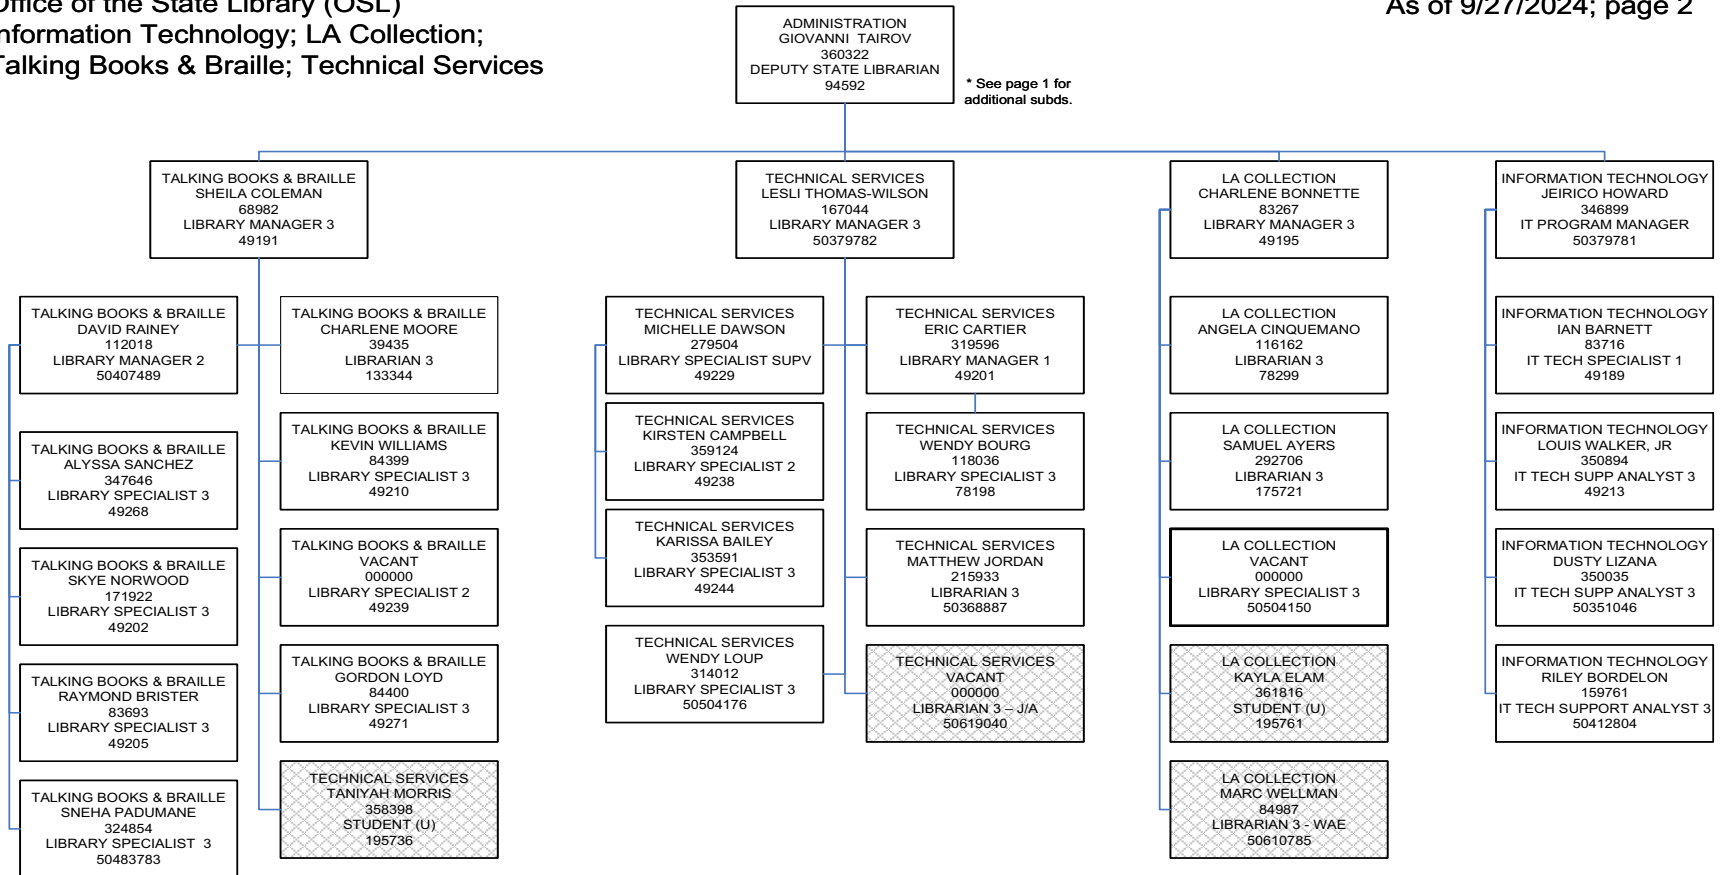 Office of the State Library (OSL)
Information Technology; LA Collection;
Talking Books & Braille; Technical Services
As of 9/27/2024; page 2
ADMINISTRATION
GIOVANNI TAIROV
360322
DEPUTY STATE LIBRARIAN
94592
* See page 1 for
additional subds.
TALKING BOOKS & BRAILLE
SHEILA COLEMAN
68982
LIBRARY MANAGER 3
49191
TECHNICAL SERVICES
LESLI THOMAS-WILSON
167044
LIBRARY MANAGER 3
50379782
LA COLLECTION
CHARLENE BONNETTE
83267
LIBRARY MANAGER 3
49195
INFORMATION TECHNOLOGY
JEIRICO HOWARD
346899
IT PROGRAM MANAGER
50379781
TALKING BOOKS & BRAILLE
DAVID RAINEY
112018
LIBRARY MANAGER 2
50407489
TALKING BOOKS & BRAILLE
CHARLENE MOORE
39435
LIBRARIAN 3
133344
TECHNICAL SERVICES
MICHELLE DAWSON
279504
LIBRARY SPECIALIST SUPV
49229
TECHNICAL SERVICES
ERIC CARTIER
319596
LIBRARY MANAGER 1
49201
LA COLLECTION
ANGELA CINQUEMANO
116162
LIBRARIAN 3
78299
INFORMATION TECHNOLOGY
IAN BARNETT
83716
IT TECH SPECIALIST 1
49189
TALKING BOOKS & BRAILLE
ALYSSA SANCHEZ
347646
LIBRARY SPECIALIST 3
49268
TALKING BOOKS & BRAILLE
KEVIN WILLIAMS
84399
LIBRARY SPECIALIST 3
49210
TECHNICAL SERVICES
KIRSTEN CAMPBELL
359124
LIBRARY SPECIALIST 2
49238
TECHNICAL SERVICES
WENDY BOURG
118036
LIBRARY SPECIALIST 3
78198
LA COLLECTION
SAMUEL AYERS
292706
LIBRARIAN 3
175721
INFORMATION TECHNOLOGY
LOUIS WALKER, JR
350894
IT TECH SUPP ANALYST 3
49213
TALKING BOOKS & BRAILLE
SKYE NORWOOD
171922
LIBRARY SPECIALIST 3
49202
TALKING BOOKS & BRAILLE
VACANT
000000
LIBRARY SPECIALIST 2
49239
TECHNICAL SERVICES
KARISSA BAILEY
353591
LIBRARY SPECIALIST 3
49244
TECHNICAL SERVICES
MATTHEW JORDAN
215933
LIBRARIAN 3
50368887
LA COLLECTION
VACANT
000000
LIBRARY SPECIALIST 3
50504150
INFORMATION TECHNOLOGY
DUSTY LIZANA
350035
IT TECH SUPP ANALYST 3
50351046
TALKING BOOKS & BRAILLE
RAYMOND BRISTER
83693
LIBRARY SPECIALIST 3
49205
TALKING BOOKS & BRAILLE
GORDON LOYD
84400
LIBRARY SPECIALIST 3
49271
TECHNICAL SERVICES
WENDY LOUP
314012
LIBRARY SPECIALIST 3
50504176
TECHNICAL SERVICES
VACANT
000000
LIBRARIAN 3 – J/A
50619040
LA COLLECTION
KAYLA ELAM
361816
STUDENT (U)
195761
INFORMATION TECHNOLOGY
RILEY BORDELON
159761
IT TECH SUPPORT ANALYST 3
50412804
TALKING BOOKS & BRAILLE
SNEHA PADUMANE
324854
LIBRARY SPECIALIST 3
50483783
TECHNICAL SERVICES
TANIYAH MORRIS
358398
STUDENT (U)
195736
LA COLLECTION
MARC WELLMAN
84987
LIBRARIAN 3 - WAE
50610785